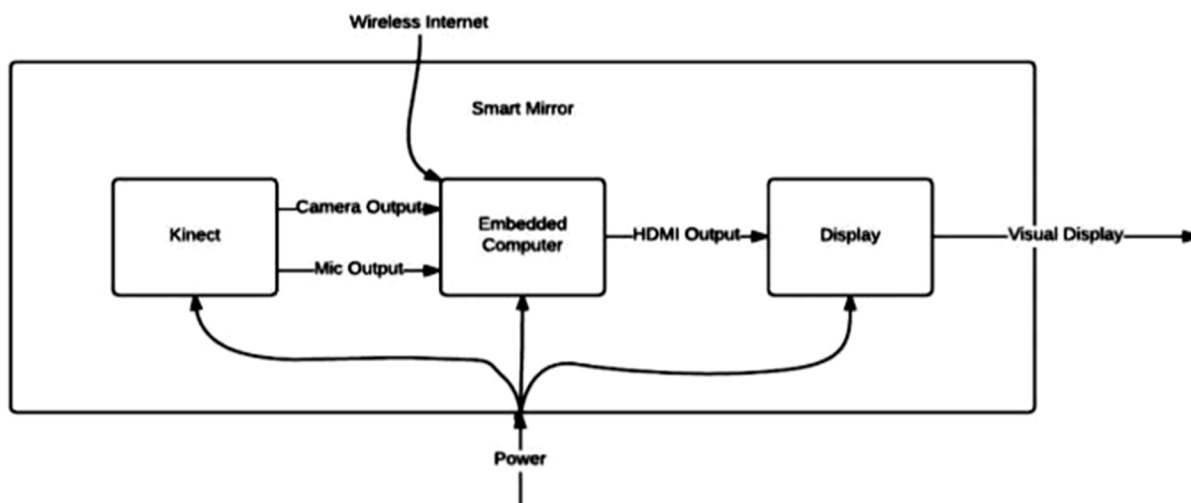 Wireless Internet
Smart Mirror
Kinect
Camera Output
Mic Output
Embedded
Computer
HDMI Output
Display
Visual Display
Power